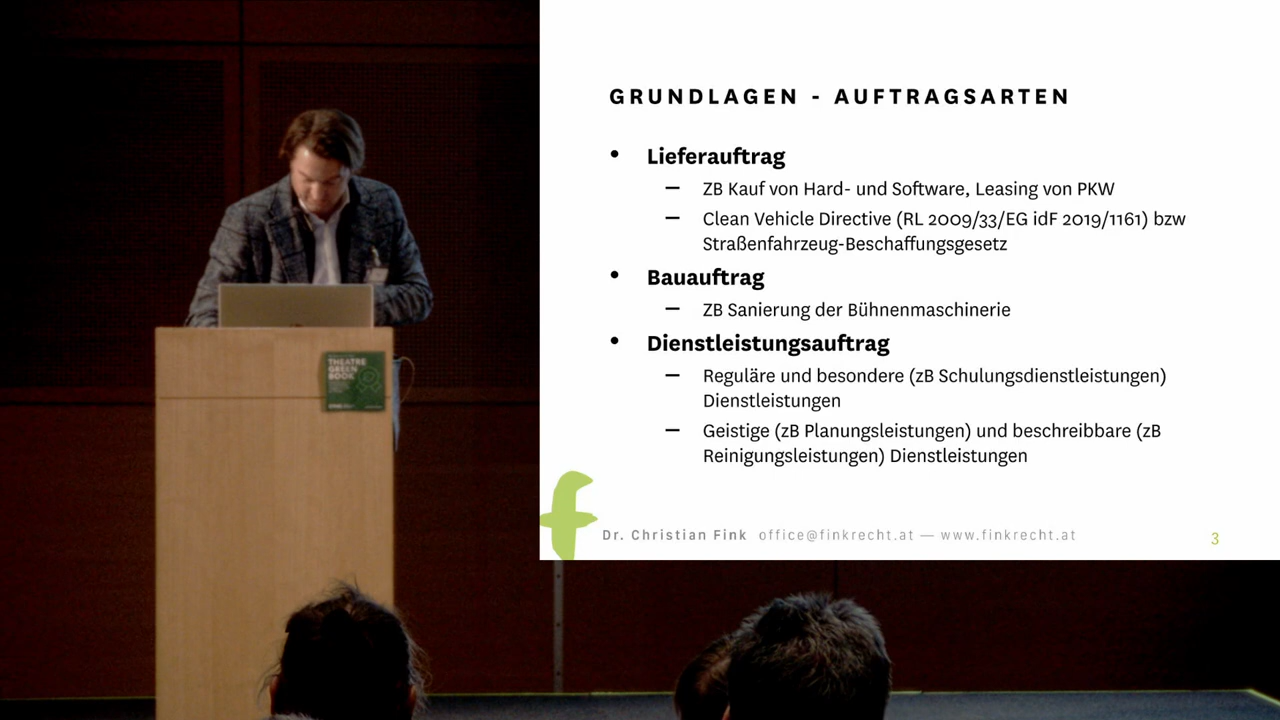 GRUNDLAGEN - AUFTRAGSARTEN
• Lieferauftrag
— ZB Kauf von Hard- und Software, Leasing von PKW
— Clean Vehicle Directive (RL 2009/33/EG idF 2019/1161) bzw
Straßenfahrzeug-Beschaffungsgesetz
• Bauauftrag
— ZB Sanierung der Bühnenmaschinerie
• Dienstleistungsauftrag
— Reguläre und besondere (zB Schulungsdienstleistungen)
Dienstleistungen
— Geistige (zB Planungsleistungen) und beschreibbare (zB
Reinigungsleistungen) Dienstleistungen
Dr. Christian Fink office@finkrecht.at — www.finkrecht.at
3
THEATRE
GREEN
BOOK